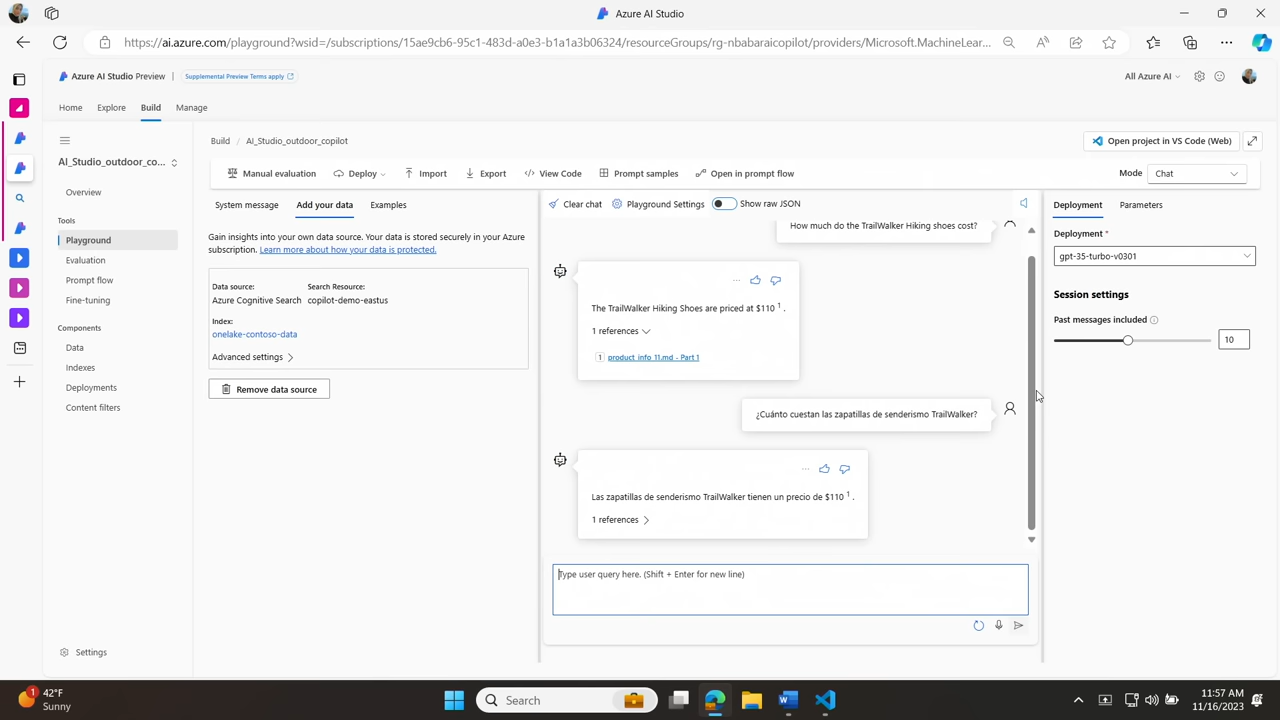 Azure AI Studio
https://ai.azure.com/playground?wsid=/subscriptions/15ae9cb6-95c1-483d-a0e3-b1a1a3b06324/resourceGroups/rg-nbabaraicopilot/providers/Microsoft.MachineLear...
Azure AI Studio Preview | Supplemental Preview Terms apply
All Azure AI
Home Explore Build Manage
Build / AI_Studio_outdoor_copilot
Open project in VS Code (Web)
AI_Studio_outdoor_co...
Manual evaluation Deploy Import Export View Code Prompt samples Open in prompt flow
Mode Chat
Overview
Tools
Playground
Evaluation
Prompt flow
Fine-tuning
Components
Data
Indexes
Deployments
Content filters
Settings
System message Add your data Examples
Gain insights into your own data source. Your data is stored securely in your Azure
subscription. Learn more about how your data is protected.
Data source: Search Resource:
Azure Cognitive Search copilot-demo-eastus
Index:
onelake-contoso-data
Advanced settings
Remove data source
Clear chat Playground Settings Show raw JSON
How much do the TrailWalker Hiking shoes cost?
...
The TrailWalker Hiking Shoes are priced at $110 1 .
1 references
1 product_info_11.md - Part 1
¿Cuánto cuestan las zapatillas de senderismo TrailWalker?
...
Las zapatillas de senderismo TrailWalker tienen un precio de $110 1 .
1 references
Type user query here. (Shift + Enter for new line)
Deployment Parameters
Deployment *
gpt-35-turbo-v0301
Session settings
Past messages included
10
1
42°F
Sunny
Search
11:57 AM
11/16/2023